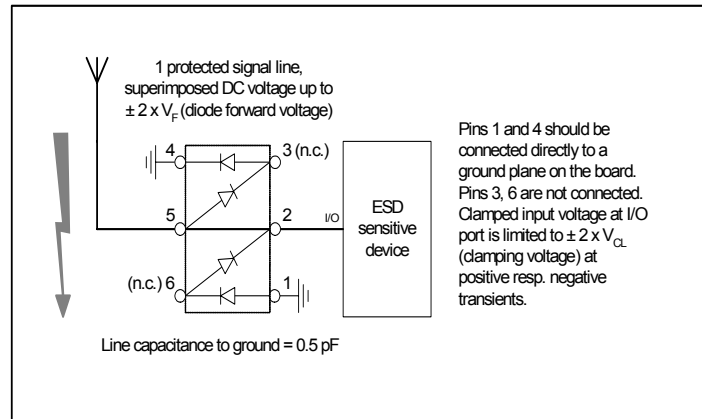 1 protected signal line,
superimposed DC voltage up to
± 2 x VF (diode forward voltage)
4
3 (n.c.)
5
2
I/O
ESD
sensitive
device
(n.c.) 6
1
Line capacitance to ground = 0.5 pF
Pins 1 and 4 should be
connected directly to a
ground plane on the board.
Pins 3, 6 are not connected.
Clamped input voltage at I/O
port is limited to ± 2 x VCL
(clamping voltage) at
positive resp. negative
transients.